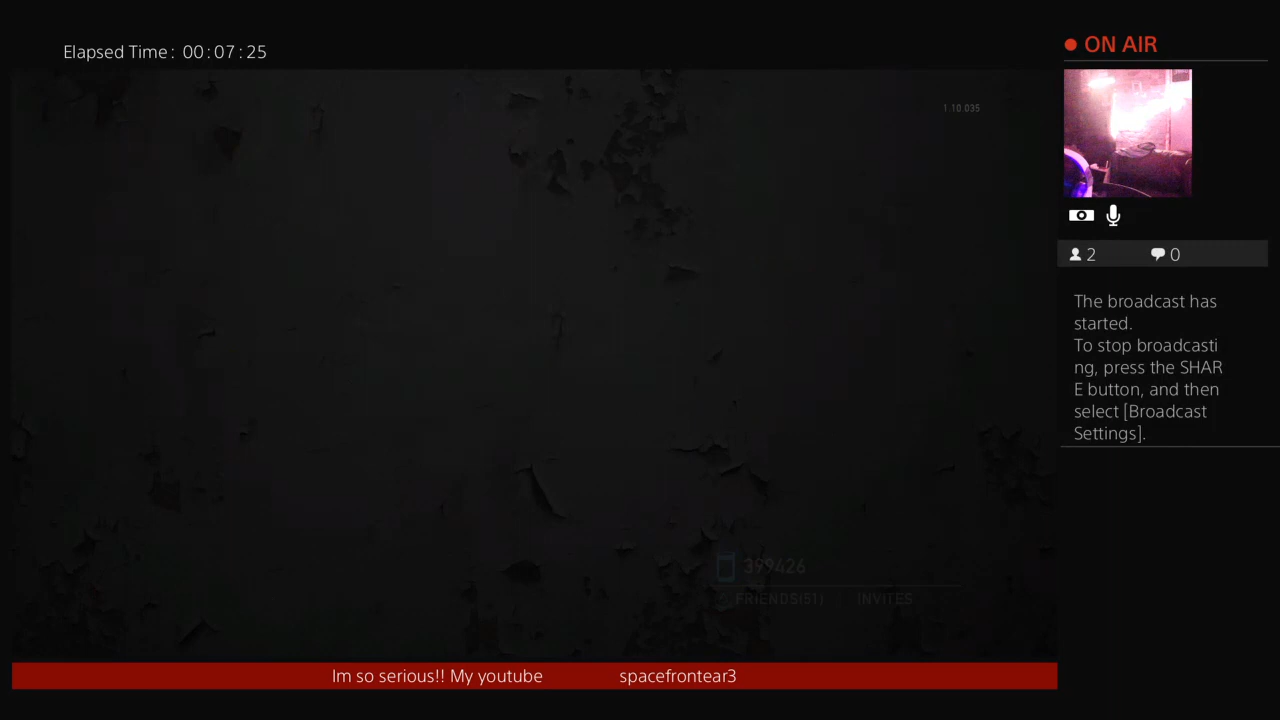 Elapsed Time: 00:07:25
ON AIR
1.10.035
2 0
The broadcast has
started.
To stop broadcasti
ng, press the SHAR
E button, and then
select [Broadcast
Settings].
399426
FRIENDS(51) INVITES
Im so serious!! My youtube spacefrontear3